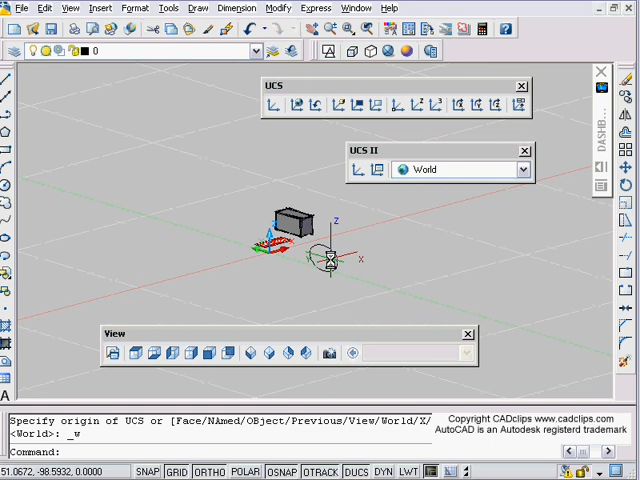 File Edit View Insert Format Tools Draw Dimension Modify Express Window Help
0
UCS
UCS II
World
DASHB...
Z
X
View
Specify origin of UCS or [Face/NAmed/OBject/Previous/View/World/X/
<World>: _w
Command:
Copyright CADclips www.cadclips.com
AutoCAD is an Autodesk registerd trademark
51.0672, -98.5932, 0.0000 SNAP GRID ORTHO POLAR OSNAP OTRACK DUCS DYN LWT